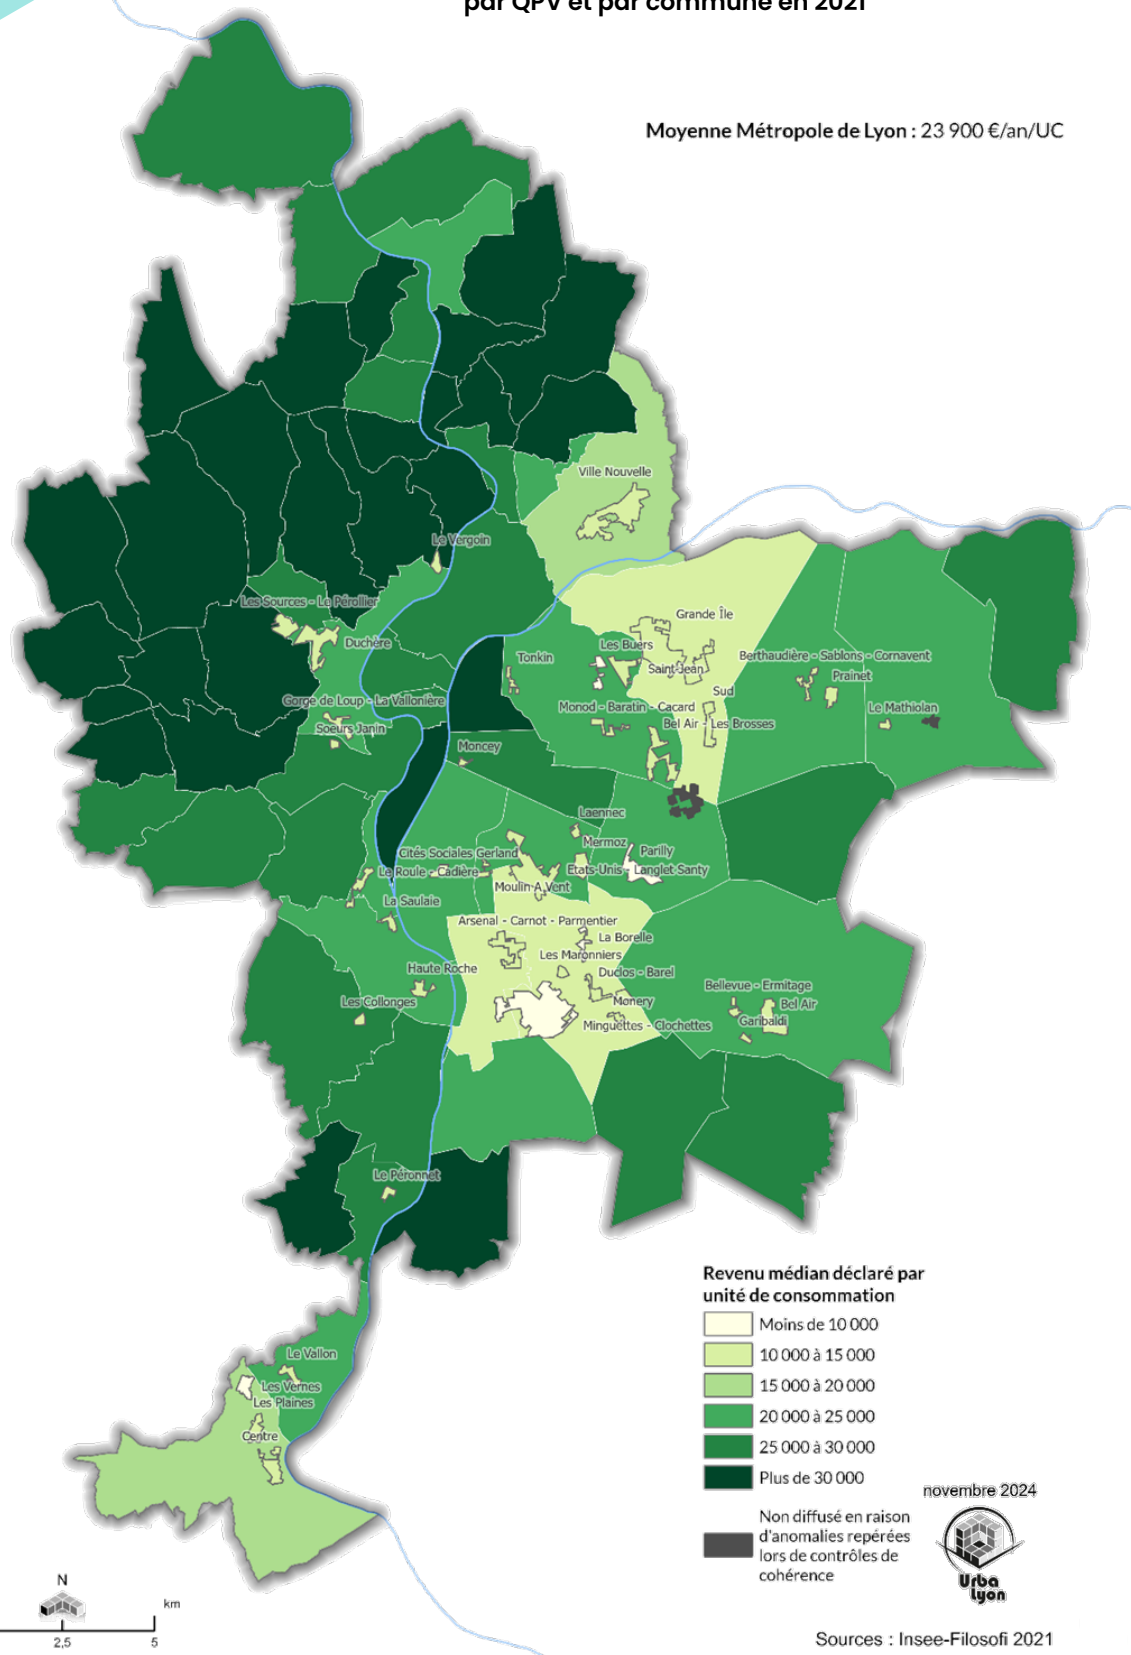 par QPV et par commune en 2021
Moyenne Métropole de Lyon : 23 900 €/an/UC
Ville Nouvelle
Le Vergoin
Les Sources - Le Pérollier
Duchère
Grande Île
Les Buers
Saint-Jean
Tonkin
Berthaudière - Sablons - Cornavent
Prainet
Sud
Gorge de Loup - La Vallonière
Monod - Baratin - Cacard
Le Mathiolan
Soeurs Janin
Bel Air - Les Brosses
Moncey
Laennec
Mermoz
Parilly
Cités Sociales Gerland
Le Roule - Cadière
Etats-Unis - Langlet-Santy
Moulin A Vent
La Saulaie
Arsenal - Carnot - Parmentier
La Borelle
Les Maronniers
Haute Roche
Duclos - Barel
Bellevue - Ermitage
Les Collonges
Monery
Bel Air
Garibaldi
Minguettes - Clochettes
Le Péronnet
Le Vallon
Les Vernes
Les Plaines
Centre
Revenu médian déclaré par
unité de consommation
Moins de 10 000
10 000 à 15 000
15 000 à 20 000
20 000 à 25 000
25 000 à 30 000
Plus de 30 000
Non diffusé en raison
d'anomalies repérées
lors de contrôles de
cohérence
novembre 2024
Urba
Lyon
N
km
2,5
5
Sources : Insee-Filosofi 2021